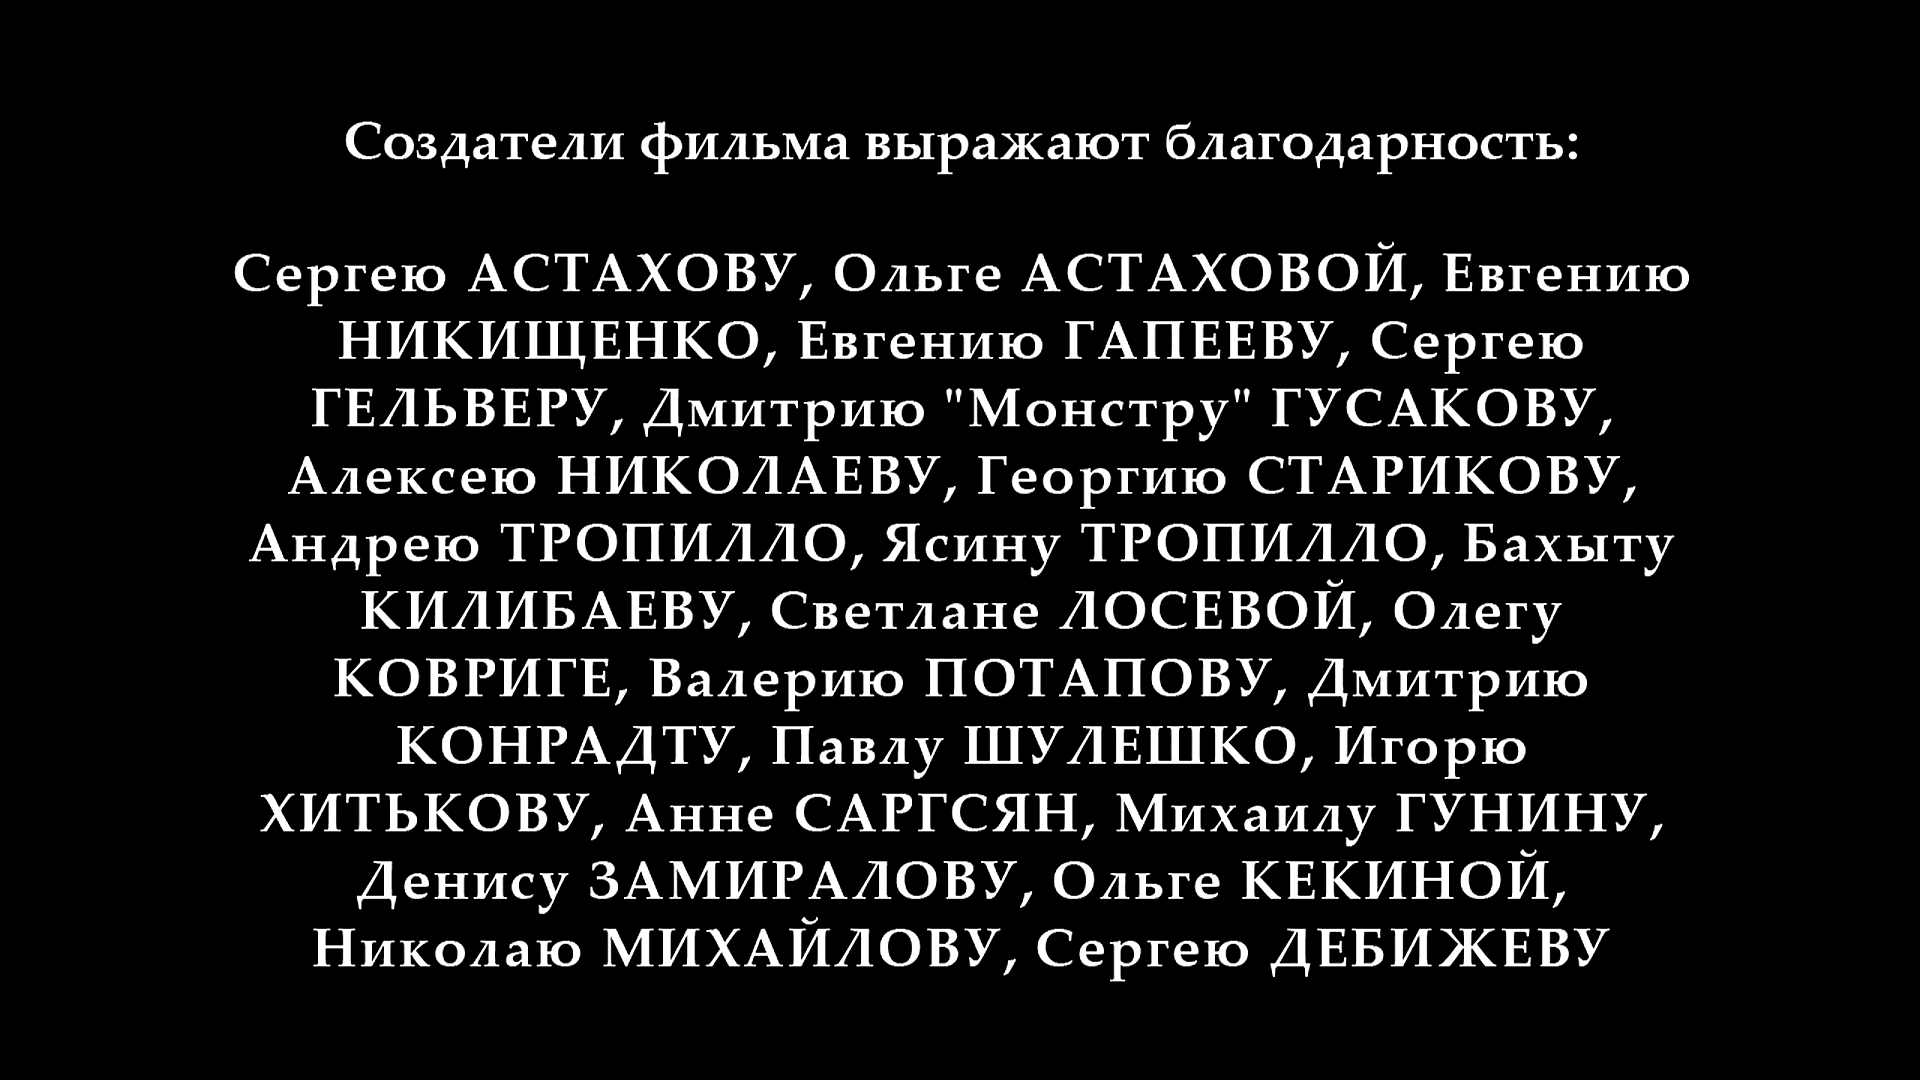 Создатели фильма выражают благодарность:
Сергею АСТАХОВУ, Ольге АСТАХОВОЙ, Евгению
НИКИЩЕНКО, Евгению ГАПЕЕВУ, Сергею
ГЕЛЬВЕРУ, Дмитрию "Монстру" ГУСАКОВУ,
Алексею НИКОЛАЕВУ, Георгию СТАРИКОВУ,
Андрею ТРОПИЛЛО, Ясину ТРОПИЛЛО, Бахыту
КИЛИБАЕВУ, Светлане ЛОСЕВОЙ, Олегу
КОВРИГЕ, Валерию ПОТАПОВУ, Дмитрию
КОНРАДТУ, Павлу ШУЛЕШКО, Игорю
ХИТЬКОВУ, Анне САРГСЯН, Михаилу ГУНИНУ,
Денису ЗАМИРАЛОВУ, Ольге КЕКИНОЙ,
Николаю МИХАЙЛОВУ, Сергею ДЕБИЖЕВУ